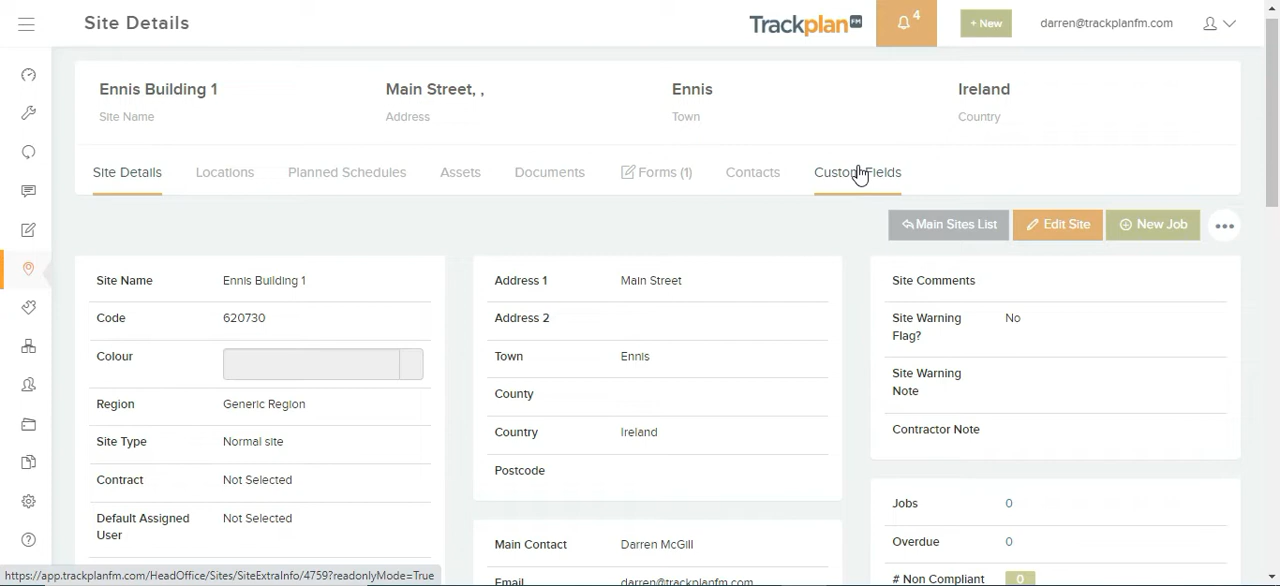 Site Details
Trackplan FM
4
+ New
darren@trackplanfm.com
Ennis Building 1
Main Street, ,
Ennis
Ireland
Site Name
Address
Town
Country
Site Details
Locations
Planned Schedules
Assets
Documents
Forms (1)
Contacts
Custom Fields
Main Sites List
Edit Site
New Job
Site Name
Ennis Building 1
Code
620730
Colour
Region
Generic Region
Site Type
Normal site
Contract
Not Selected
Default Assigned
User
Not Selected
Address 1
Main Street
Address 2
Town
Ennis
County
Country
Ireland
Postcode
Main Contact
Darren McGill
Email
darren@trackplanfm.com
Site Comments
Site Warning
Flag?
No
Site Warning
Note
Contractor Note
Jobs
0
Overdue
0
# Non Compliant
0
https://app.trackplanfm.com/HeadOffice/Sites/SiteExtraInfo/4759?readonlyMode=True